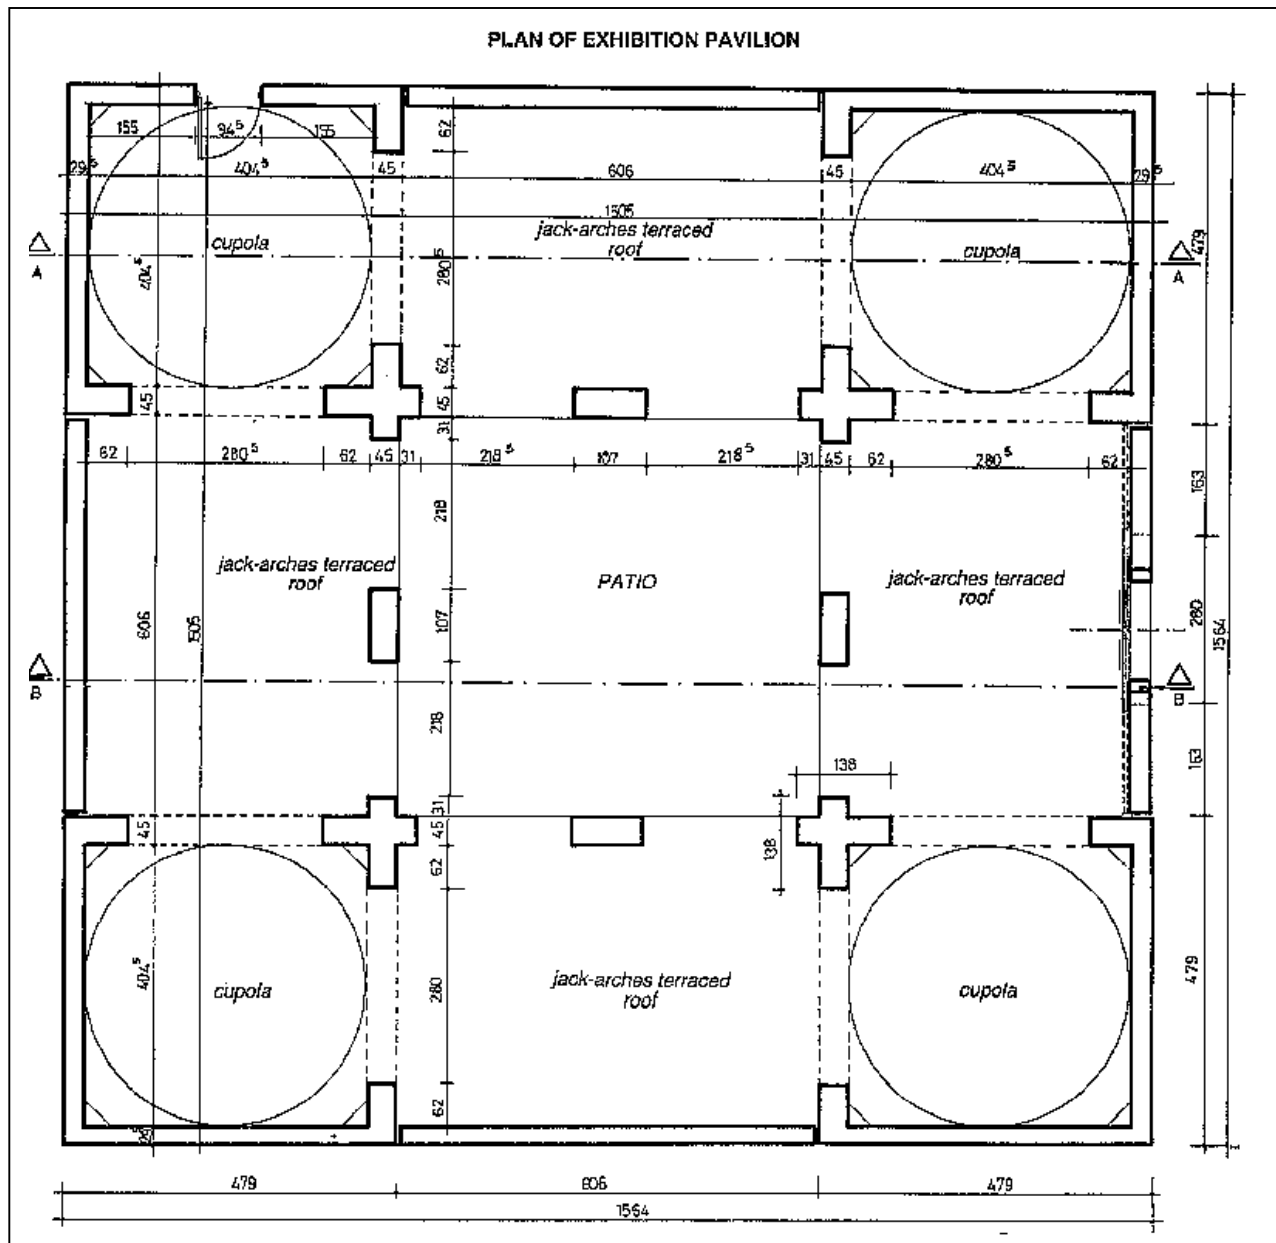 PLAN OF EXHIBITION PAVILION
62
155 94⁵ 155
29⁵ 404⁵ 45 606 45 404⁵ 29⁵
1505
cupola
jack-arches terraced
roof
cupola
479
A
A
404⁵
280⁵
62
45
45
31
62 280⁵ 62 45 31 218⁵ 107 218⁵ 31 45 62 280⁵ 62
163
218
jack-arches terraced
roof
PATIO
jack-arches terraced
roof
606
1505
107
280
1564
B
218
163
138
31
45
45
138
62
404⁵
cupola
280
jack-arches terraced
roof
cupola
479
62
479 606 479
1564